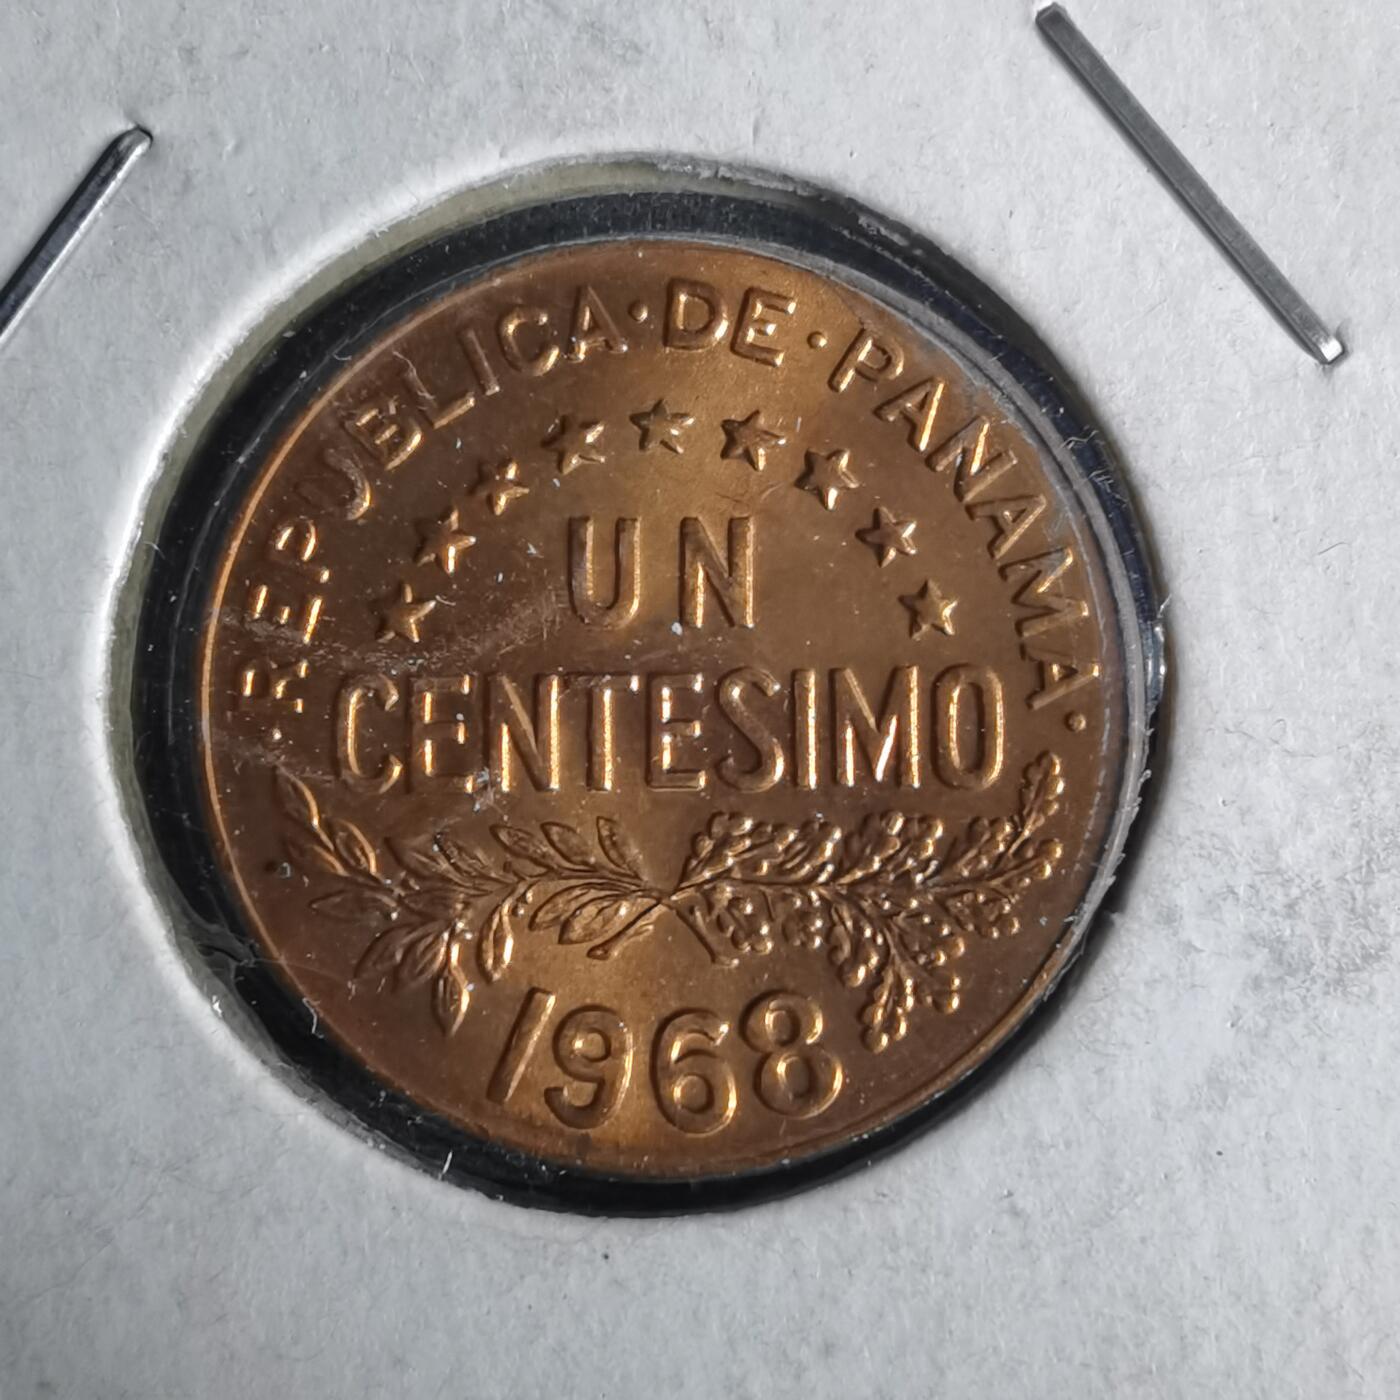 ·REPUBLICA·DE·PANAMA·
UN
CENTESIMO
1968